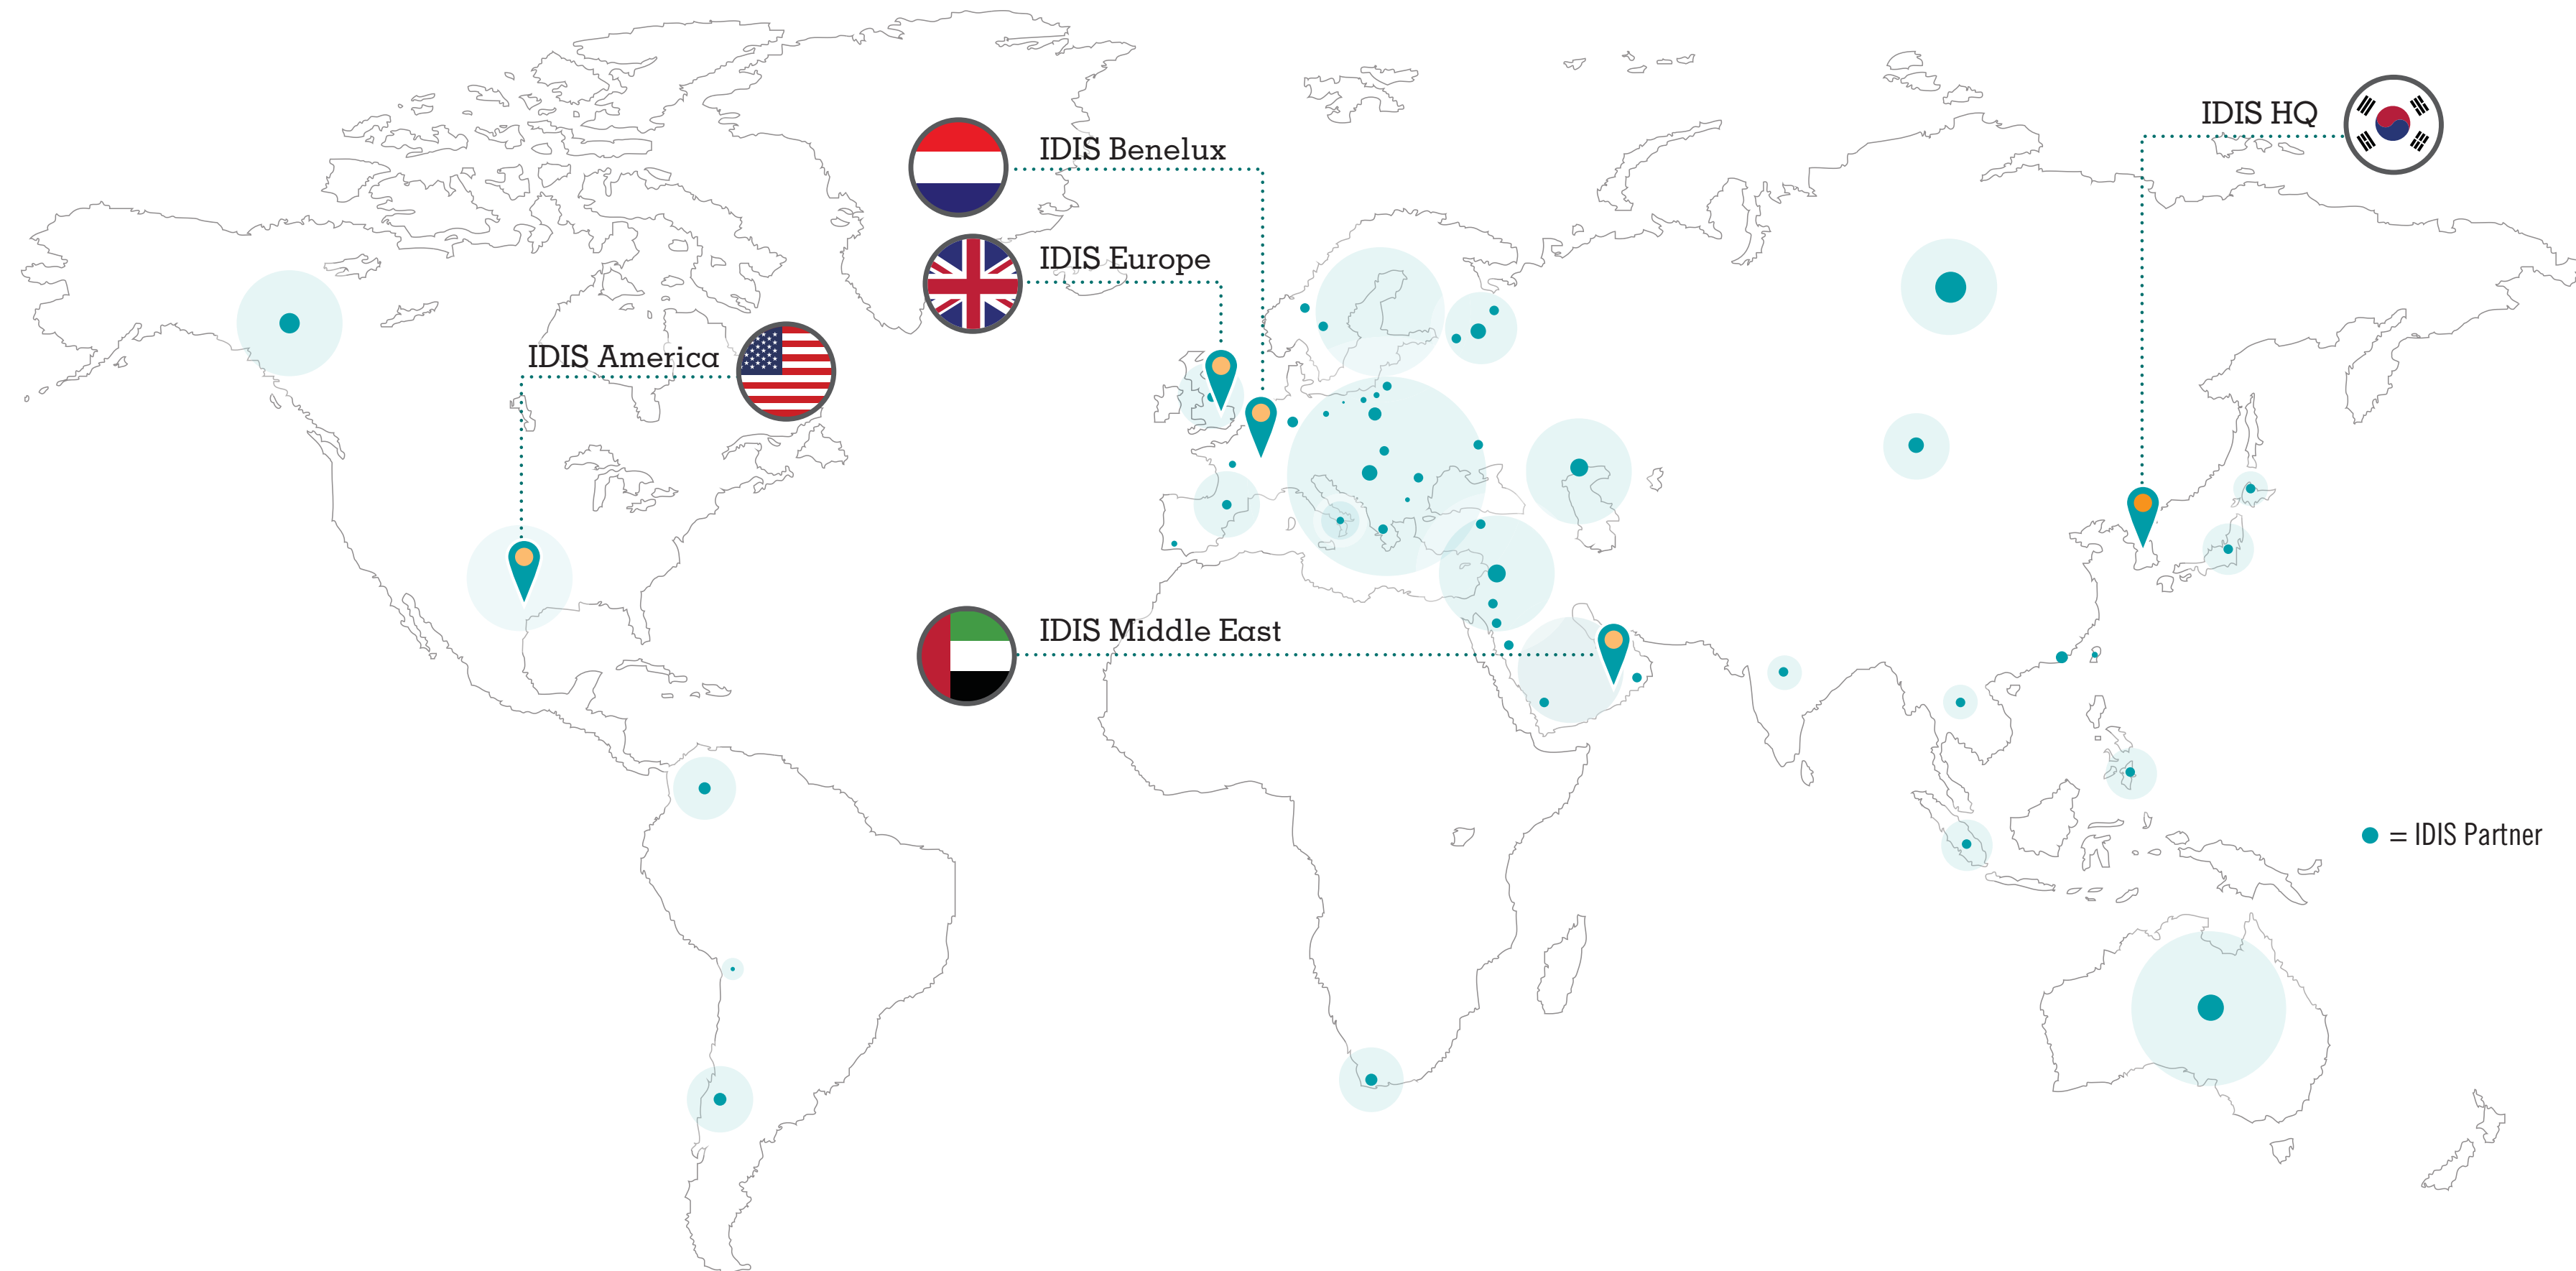 IDIS HQ
IDIS Benelux
IDIS Europe
IDIS America
IDIS Middle East
= IDIS Partner